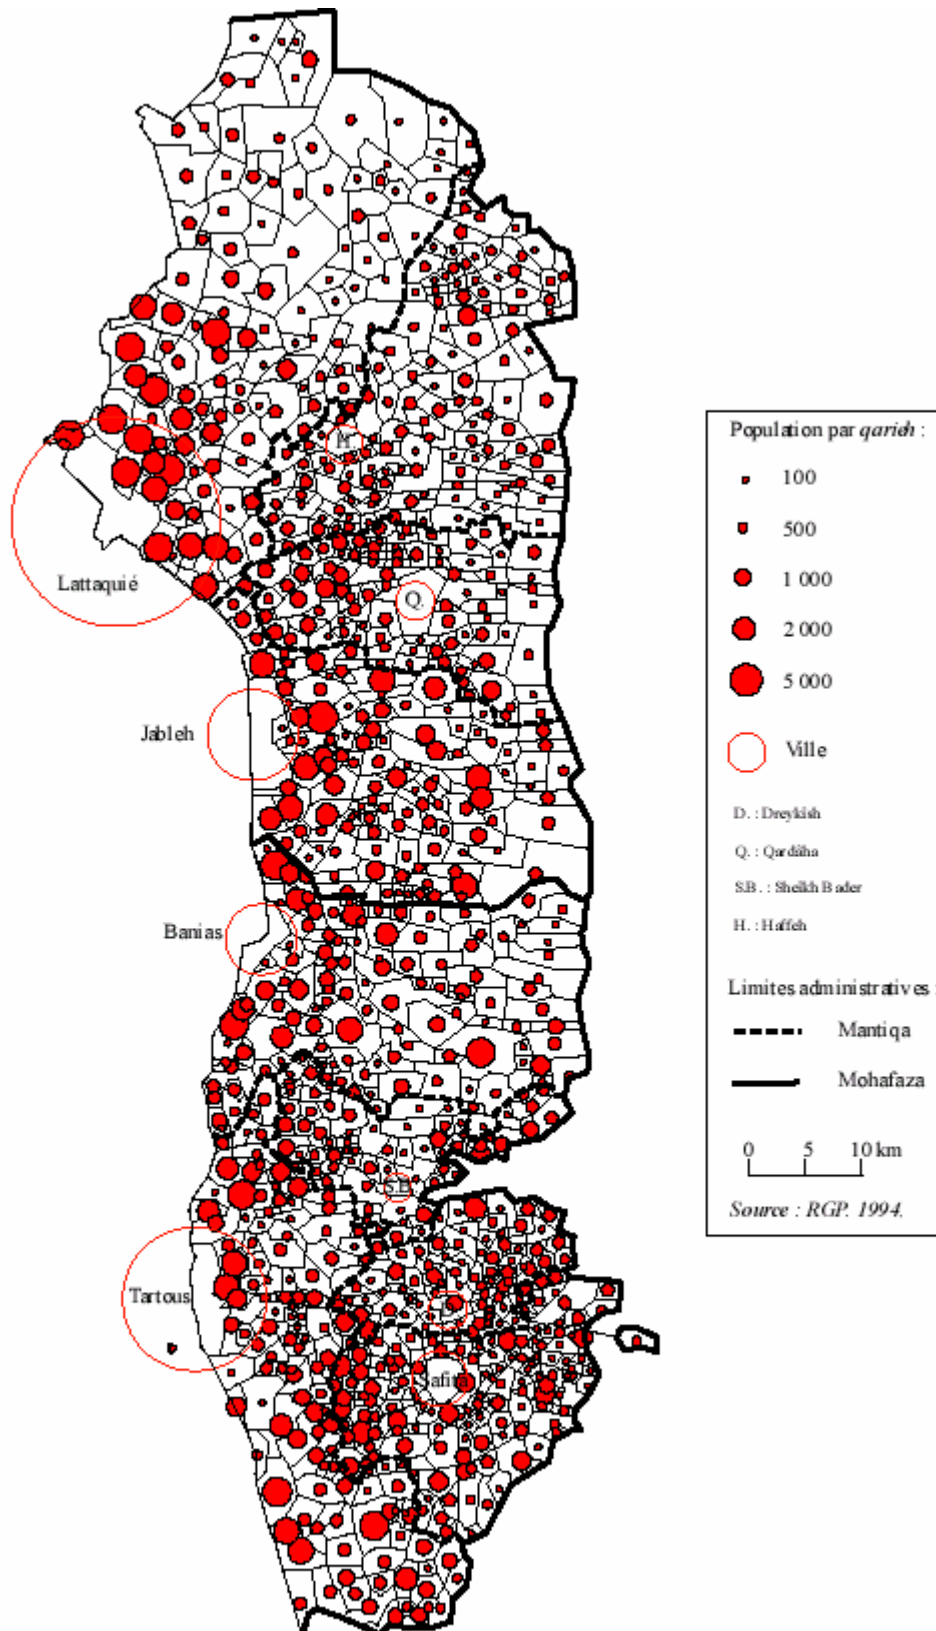 H.
Lattaquié
Q.
Jableh
Banias
S.B.
Tartous
D.
Safita
Population par qarieh :
100
500
1 000
2 000
5 000
Ville
D. : Dreykish
Q. : Qardâha
S.B. : Sheikh Bader
H. : Haffeh
Limites administratives :
Mantiqa
Mohafaza
0 5 10 km
Source : RGP. 1994.